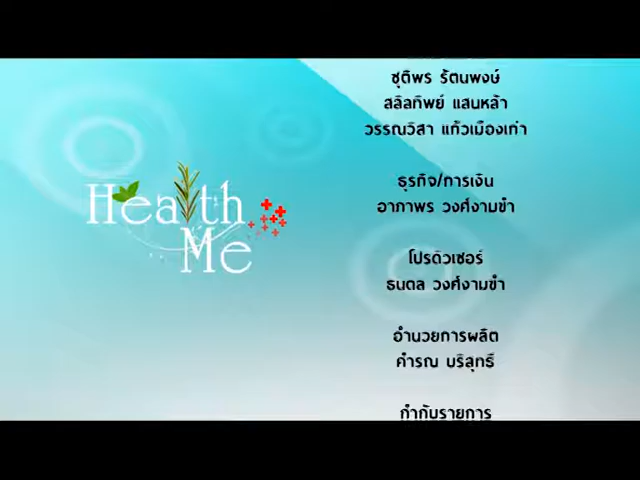 Health
Me
ชุติพร รัตนพงษ์
สลิลทิพย์ แสนหล้า
วรรณวิสา แก้วเมืองเก่า
ธุรกิจ/การเงิน
อาภาพร วงศ์งามขำ
โปรดิวเซอร์
ธนดล วงศ์งามขำ
อำนวยการผลิต
คำรณ บริสุทธิ์
กำกับรายการ